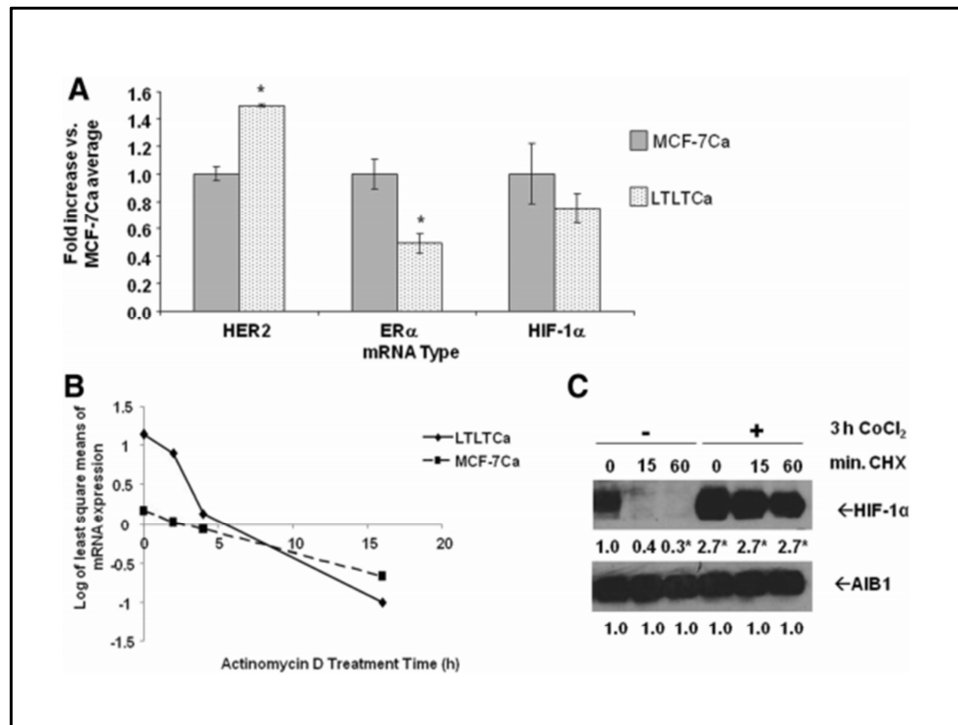 A
Fold increase vs.
MCF-7Ca average
1.6
1.4
1.2
1.0
0.8
0.6
0.4
0.2
0.0
*
*
HER2
ERα
HIF-1α
mRNA Type
MCF-7Ca
LTLTCa
B
Log of least square means of
mRNA expression
1.5
1
0.5
0
-0.5
-1
-1.5
0
5
10
15
20
LTLTCa
MCF-7Ca
Actinomycin D Treatment Time (h)
C
- + 3 h CoCl₂
0 15 60 0 15 60 min. CHX
←HIF-1α
1.0 0.4 0.3* 2.7* 2.7* 2.7*
←AIB1
1.0 1.0 1.0 1.0 1.0 1.0